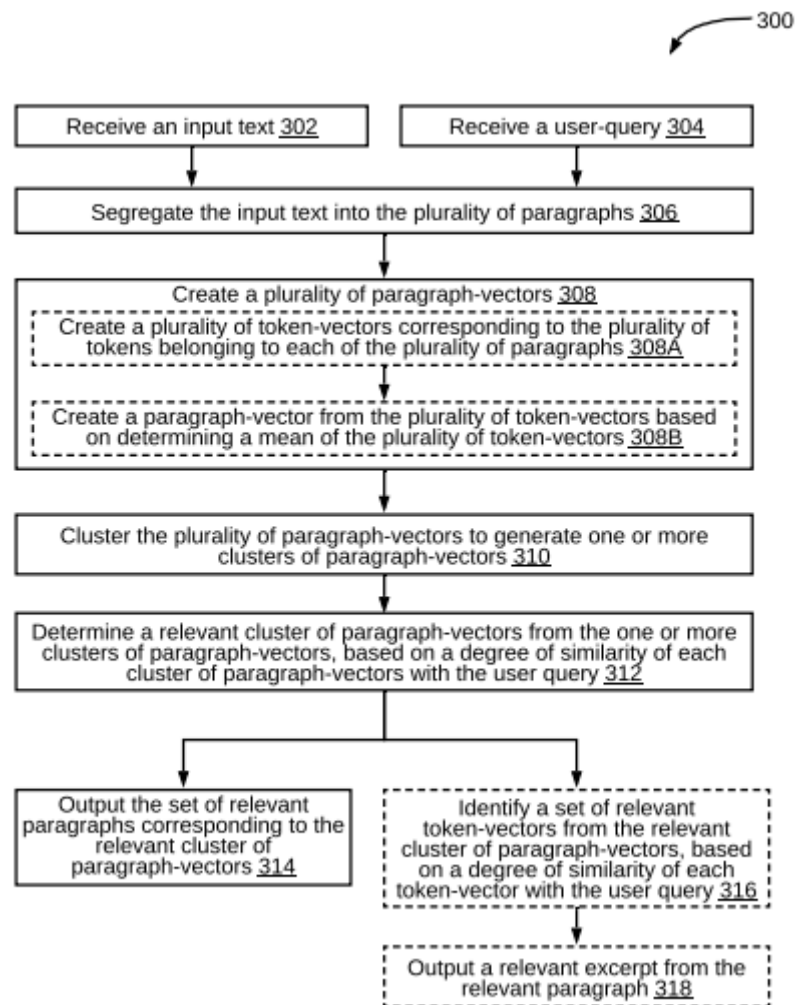 300
Receive an input text 302
Receive a user-query 304
Segregate the input text into the plurality of paragraphs 306
Create a plurality of paragraph-vectors 308
Create a plurality of token-vectors corresponding to the plurality of
tokens belonging to each of the plurality of paragraphs 308A
Create a paragraph-vector from the plurality of token-vectors based
on determining a mean of the plurality of token-vectors 308B
Cluster the plurality of paragraph-vectors to generate one or more
clusters of paragraph-vectors 310
Determine a relevant cluster of paragraph-vectors from the one or more
clusters of paragraph-vectors, based on a degree of similarity of each
cluster of paragraph-vectors with the user query 312
Output the set of relevant
paragraphs corresponding to the
relevant cluster of
paragraph-vectors 314
Identify a set of relevant
token-vectors from the relevant
cluster of paragraph-vectors, based
on a degree of similarity of each
token-vector with the user query 316
Output a relevant excerpt from the
relevant paragraph 318